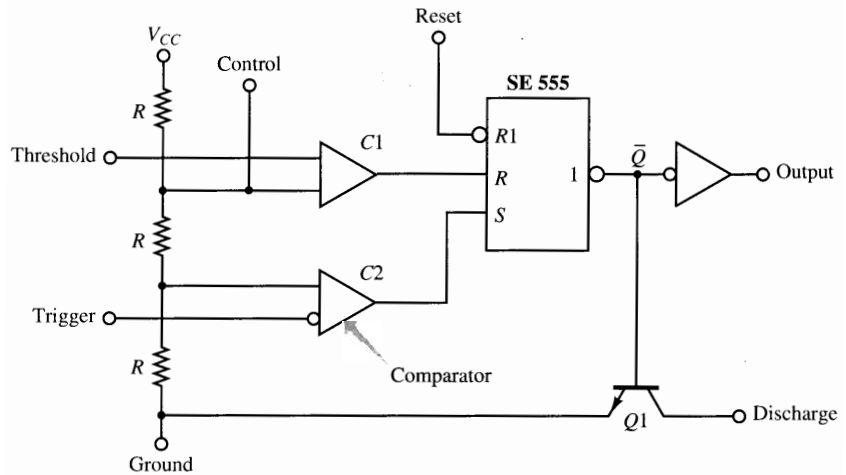 Reset
V_CC
Control
SE 555
R
C1
R1
Threshold
Q̄
R
1
Output
S
R
C2
Trigger
R
Comparator
Q1
Discharge
Ground